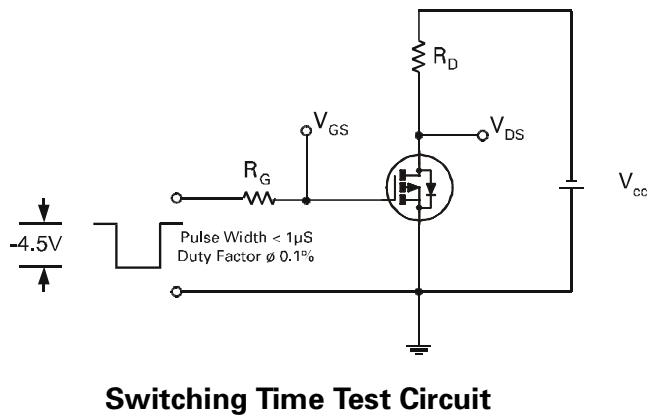 R_D
V_GS
V_DS
R_G
V_cc
-4.5V
Pulse Width < 1µS
Duty Factor ø 0.1%
Switching Time Test Circuit